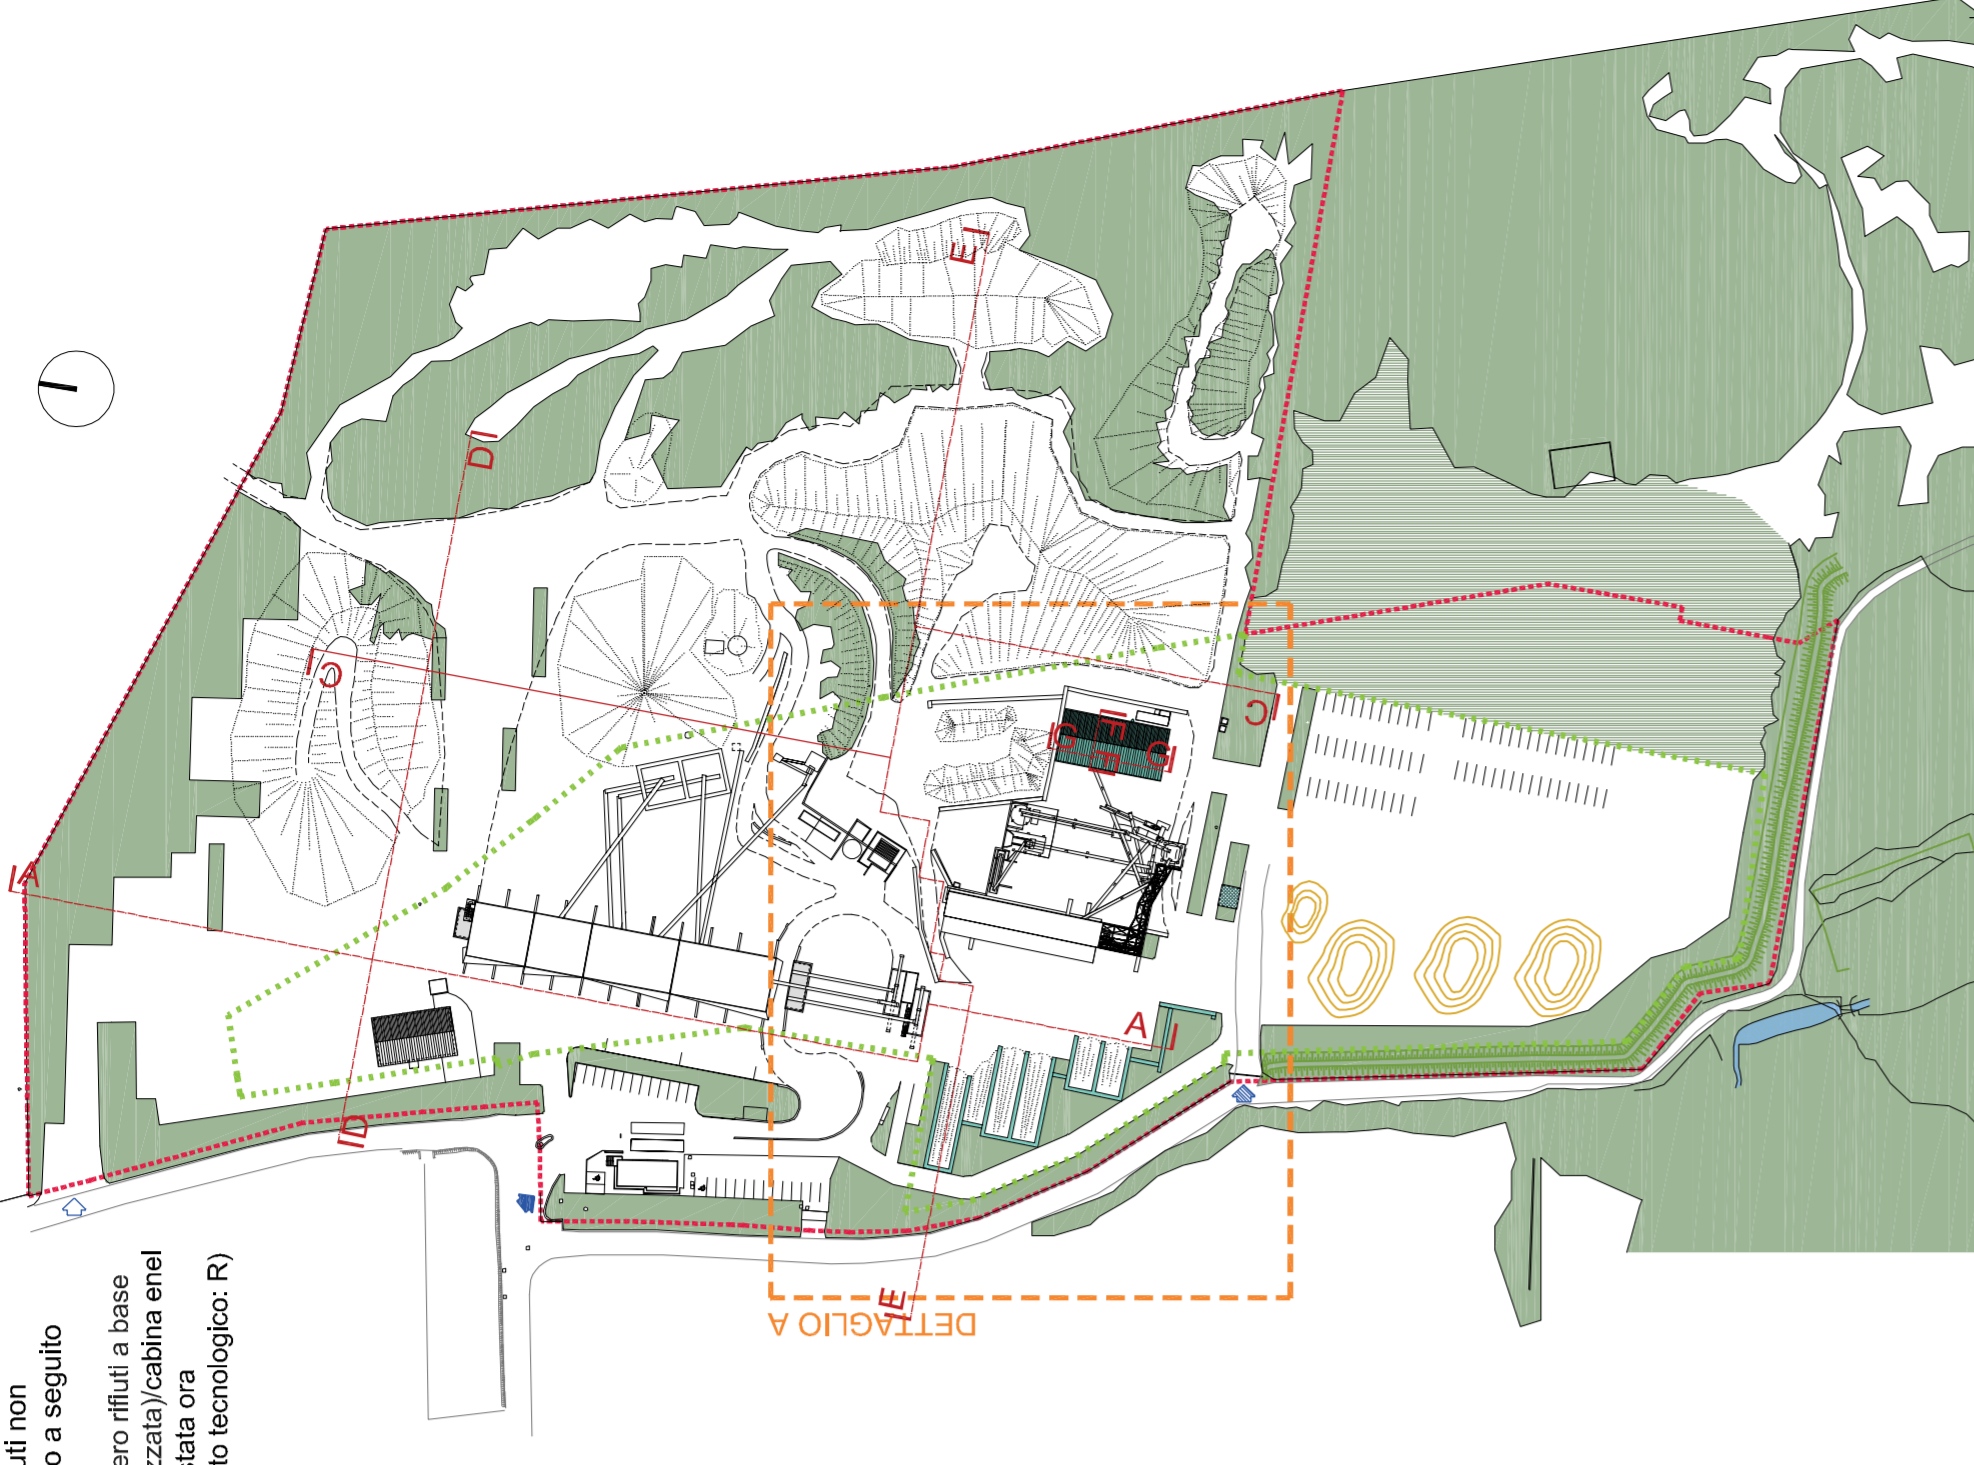 uti non
o a seguito
ero rifiuti a base
zzata)/cabina enel
stata ora
to tecnologico: R)
A
D
E
C
D
G
F
F
G
C
A
D
E
DETTAGLIO A